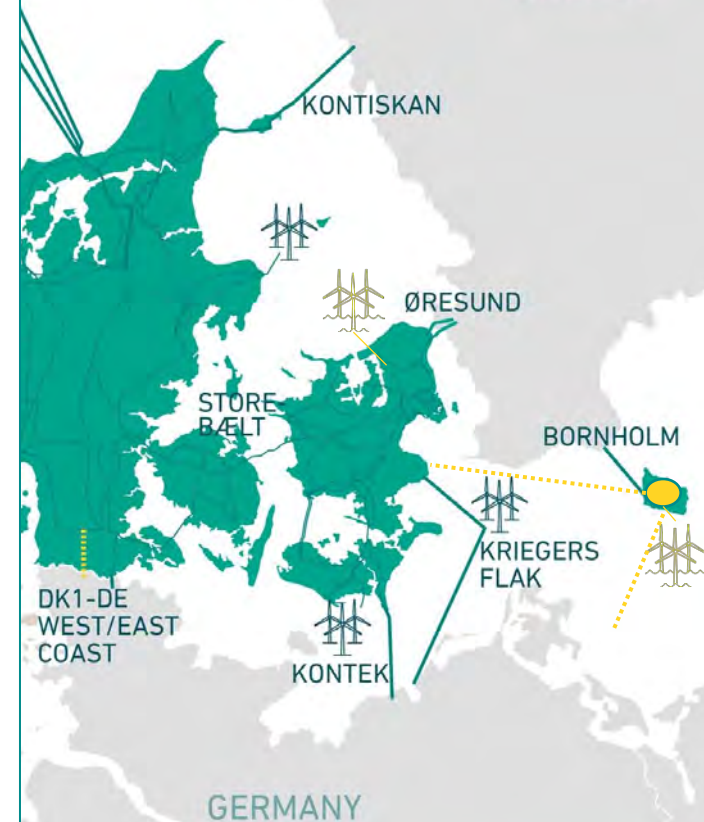 KONTISKAN
ØRESUND
STORE-
BÆLT
BORNHOLM
KRIEGERS
FLAK
DK1-DE
WEST/EAST
COAST
KONTEK
GERMANY